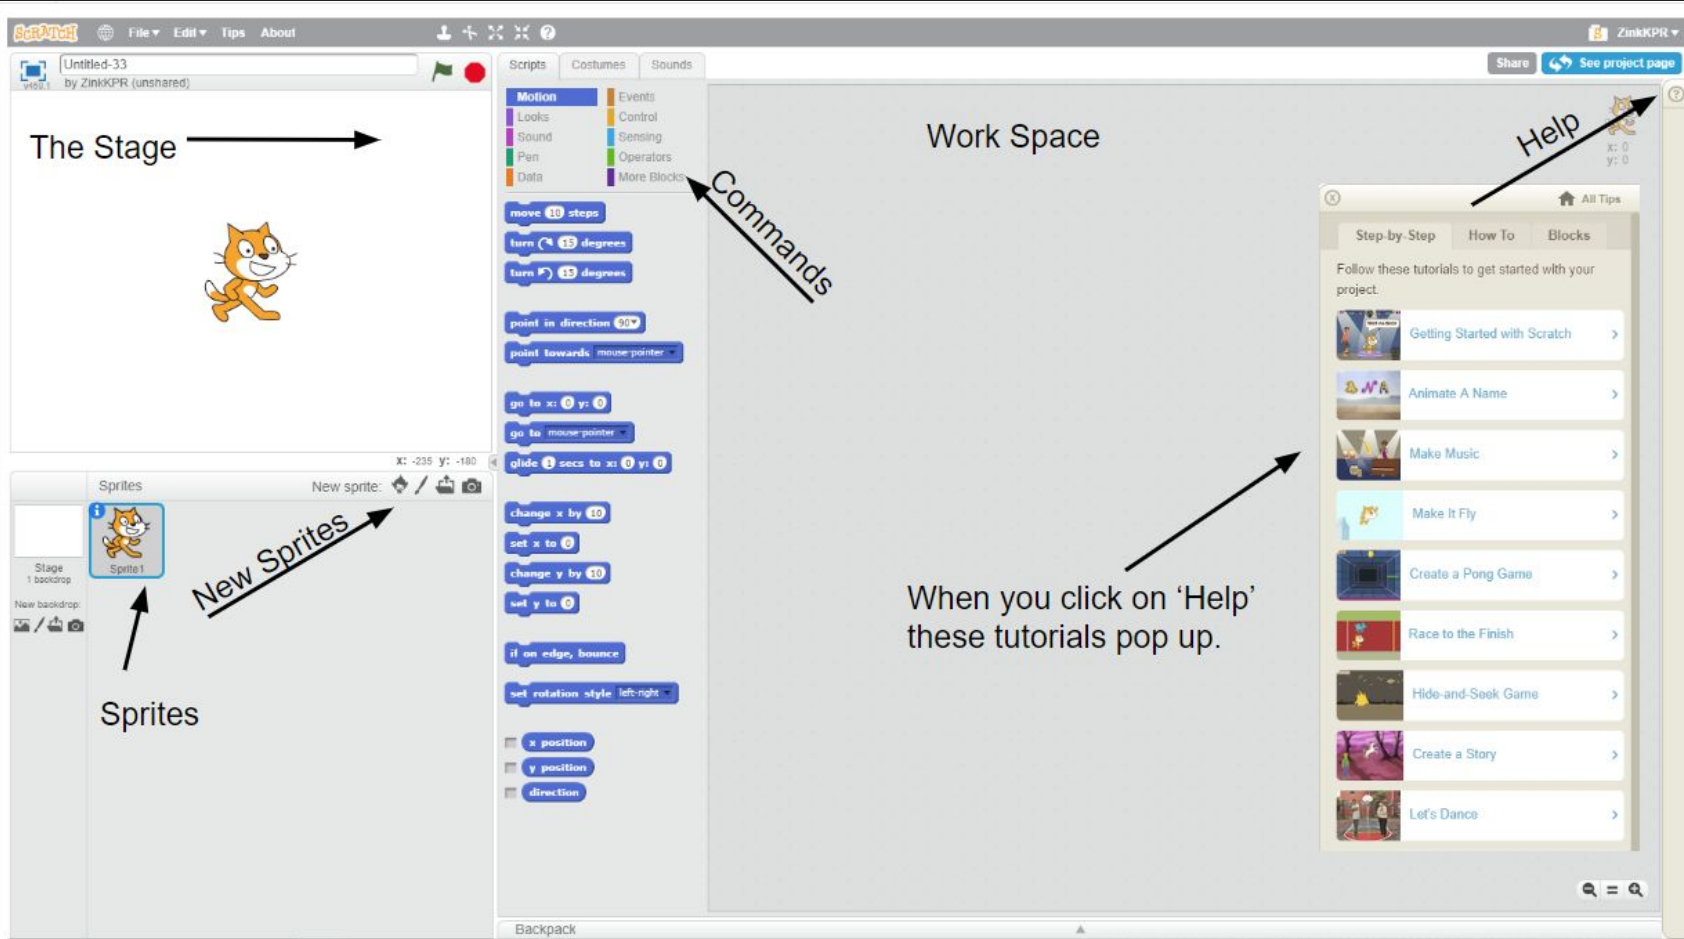 SCRATCH File Edit Tips About ZinkKPR
Untitled-33
by ZinkKPR (unshared)
v459.1
Scripts Costumes Sounds
Share See project page
The Stage
Motion Events
Looks Control
Sound Sensing
Pen Operators
Data More Blocks
Work Space
Help
x: 0
y: 0
Commands
move 10 steps
turn 15 degrees
turn 15 degrees
point in direction 90
point towards mouse-pointer
go to x: 0 y: 0
go to mouse-pointer
glide 1 secs to x: 0 y: 0
change x by 10
set x to 0
change y by 10
set y to 0
if on edge, bounce
set rotation style left-right
x position
y position
direction
All Tips
Step-by-Step How To Blocks
Follow these tutorials to get started with your
project.
Getting Started with Scratch
Animate A Name
Make Music
Make It Fly
Create a Pong Game
Race to the Finish
Hide-and-Seek Game
Create a Story
Let's Dance
When you click on ‘Help’
these tutorials pop up.
X: -235 y: -180
Sprites New sprite:
Stage
1 backdrop
Sprite1
New backdrop:
New Sprites
Sprites
Backpack